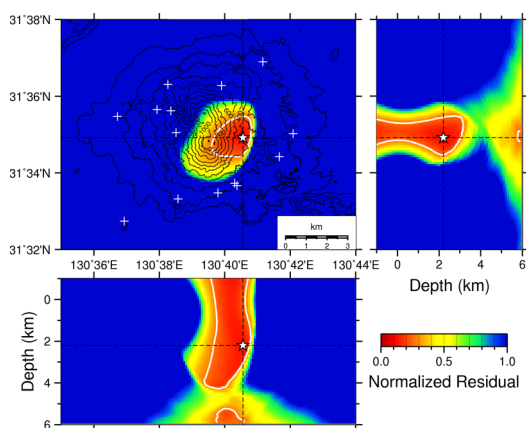 31˚38'N
31˚36'
31˚34'
31˚32'
km
0 1 2 3
130˚36'E 130˚38'E 130˚40'E 130˚42'E 130˚44'E
0 2 4 6
Depth (km)
0
2
4
6
Depth (km)
0.0 0.5 1.0
Normalized Residual